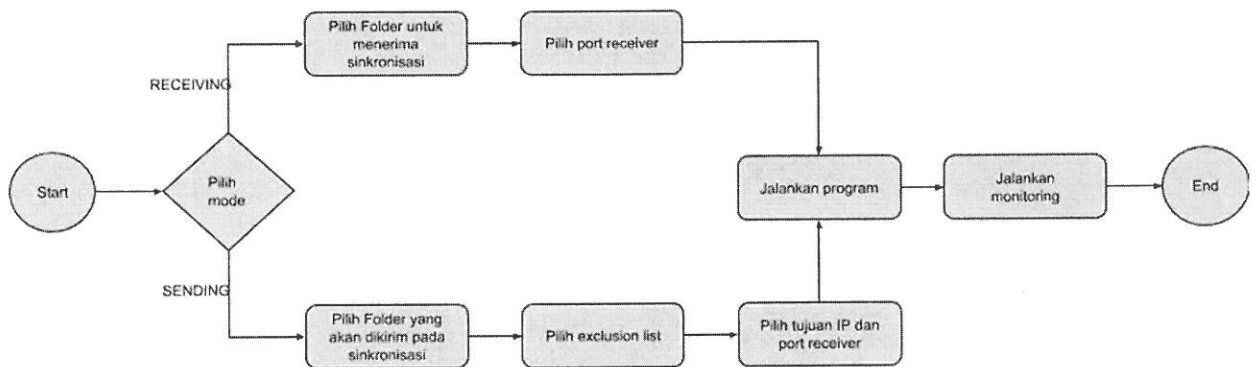 Pilih Folder untuk
menerima
sinkronisasi
Pilih port receiver
RECEIVING
Start
Pilih
mode
Jalankan program
Jalankan
monitoring
End
SENDING
Pilih Folder yang
akan dikirim pada
sinkronisasi
Pilih exclusion list
Pilih tujuan IP dan
port receiver